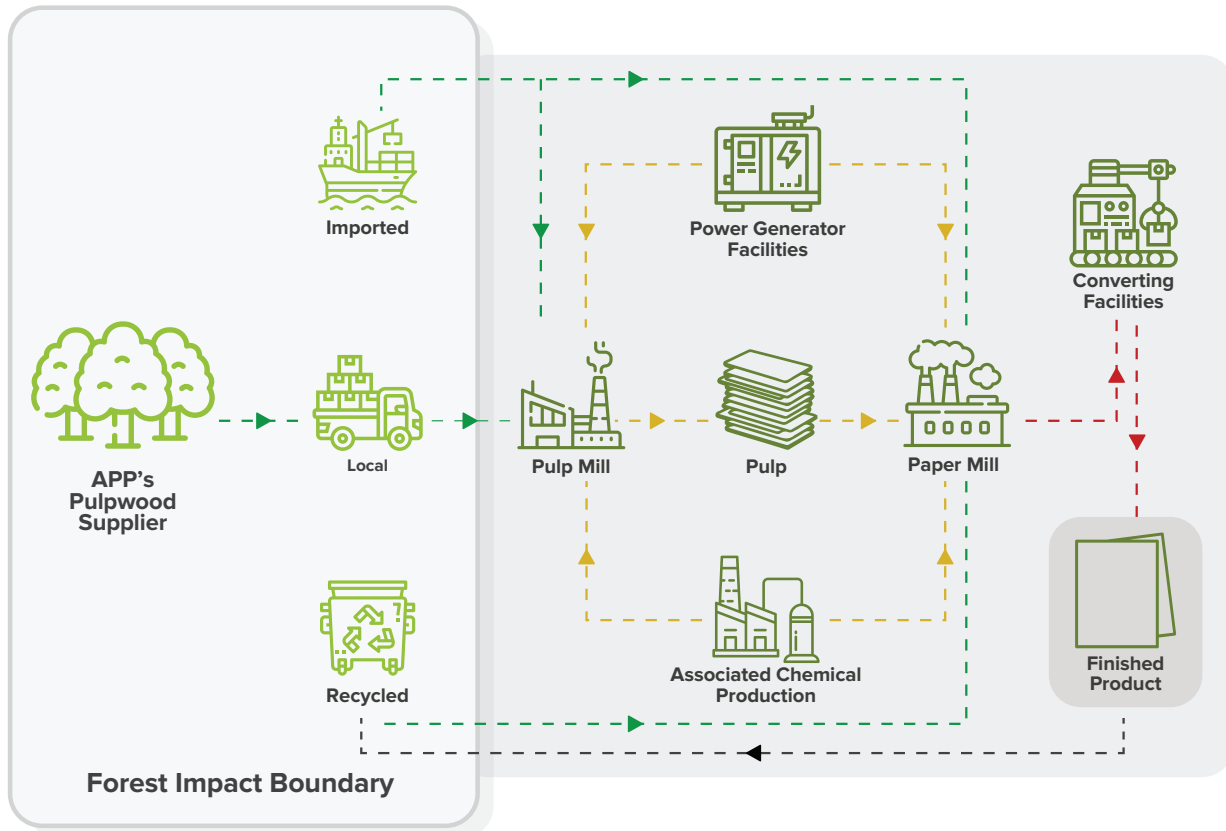 Imported
Power Generator
Facilities
Converting
Facilities
APP's
Pulpwood
Supplier
Local
Pulp Mill
Pulp
Paper Mill
Recycled
Associated Chemical
Production
Finished
Product
Forest Impact Boundary